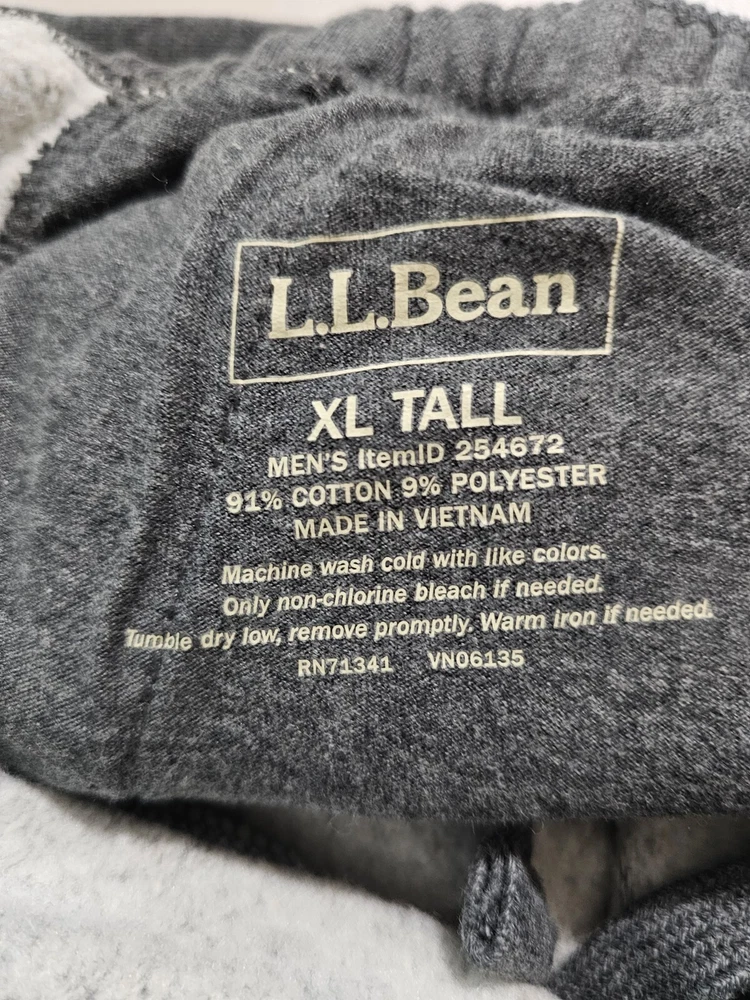 L.L.Bean
XL TALL
MEN'S ItemID 254672
91% COTTON 9% POLYESTER
MADE IN VIETNAM
Machine wash cold with like colors.
Only non-chlorine bleach if needed.
Tumble dry low, remove promptly. Warm iron if needed.
RN71341 VN06135